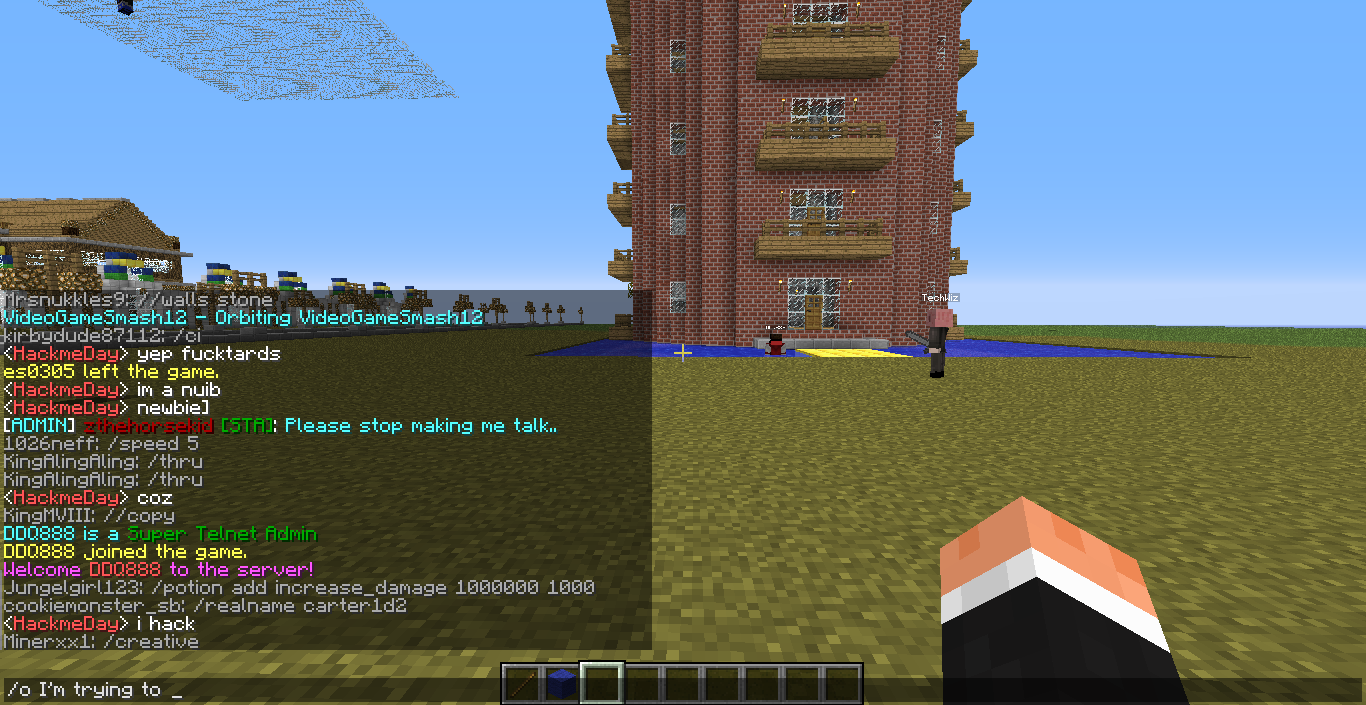 Mrsnukkles9: //walls stone
VideoGameSmash12 - Orbiting VideoGameSmash12
kirbydude87112: /ci
<HackmeDay> yep fucktards
es0305 left the game.
<HackmeDay> im a nuib
<HackmeDay> newbie]
[ADMIN] zthehorsekid [STA]: Please stop making me talk..
1026neff: /speed 5
KingAlingAling: /thru
KingAlingAling: /thru
<HackmeDay> coz
KingMVIII: //copy
DDQ888 is a Super Telnet Admin
DDQ888 joined the game.
Welcome DDQ888 to the server!
Jungelgirl123: /potion add increase_damage 1000000 1000
cookiemonster_sb: /realname carter1d2
<HackmeDay> i hack
Minerxx1: /creative
/o I'm trying to _
TechWiz